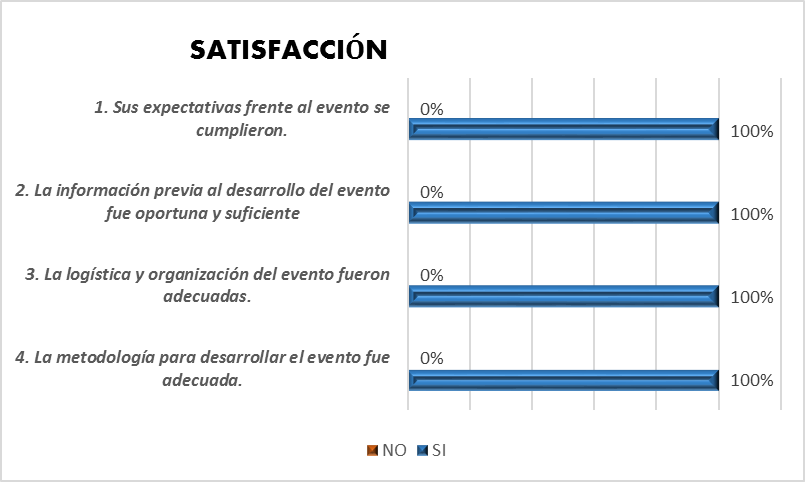 SATISFACCIÓN
1. Sus expectativas frente al evento se
cumplieron.
0%
100%
2. La información previa al desarrollo del evento
fue oportuna y suficiente
0%
100%
3. La logística y organización del evento fueron
adecuadas.
0%
100%
4. La metodología para desarrollar el evento fue
adecuada.
0%
100%
NO SI